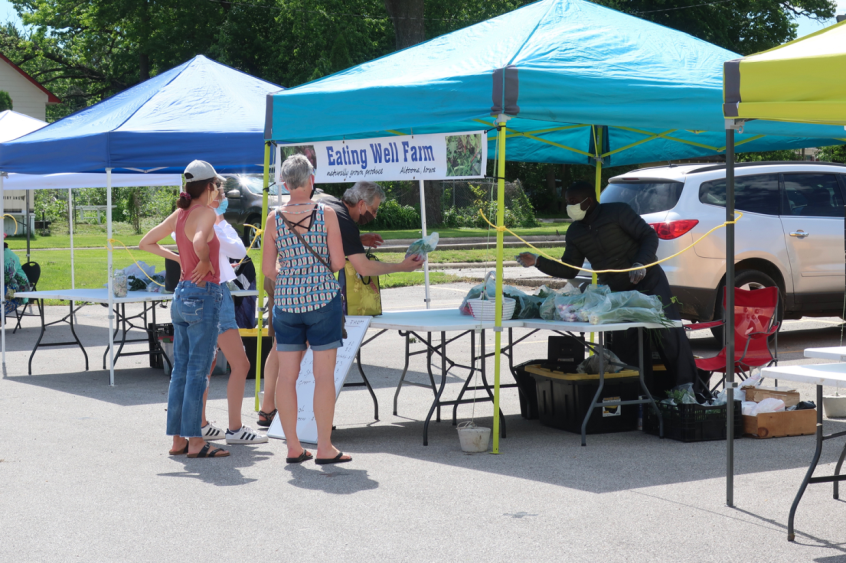 Eating Well Farm
naturally grown produce Altoona, Iowa